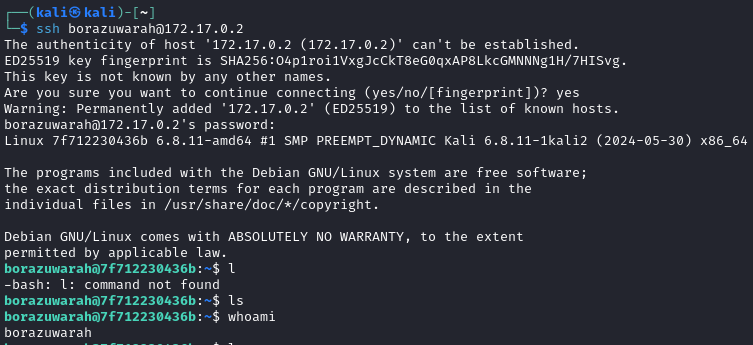 ┌──(kali㉿kali)-[~]
└─$ ssh borazuwarah@172.17.0.2
The authenticity of host '172.17.0.2 (172.17.0.2)' can't be established.
ED25519 key fingerprint is SHA256:O4p1roi1VxgJcCkT8eG0qxAP8LkcGMNNNg1H/7HISvg.
This key is not known by any other names.
Are you sure you want to continue connecting (yes/no/[fingerprint])? yes
Warning: Permanently added '172.17.0.2' (ED25519) to the list of known hosts.
borazuwarah@172.17.0.2's password:
Linux 7f712230436b 6.8.11-amd64 #1 SMP PREEMPT_DYNAMIC Kali 6.8.11-1kali2 (2024-05-30) x86_64
The programs included with the Debian GNU/Linux system are free software;
the exact distribution terms for each program are described in the
individual files in /usr/share/doc/*/copyright.
Debian GNU/Linux comes with ABSOLUTELY NO WARRANTY, to the extent
permitted by applicable law.
borazuwarah@7f712230436b:~$ l
-bash: l: command not found
borazuwarah@7f712230436b:~$ ls
borazuwarah@7f712230436b:~$ whoami
borazuwarah